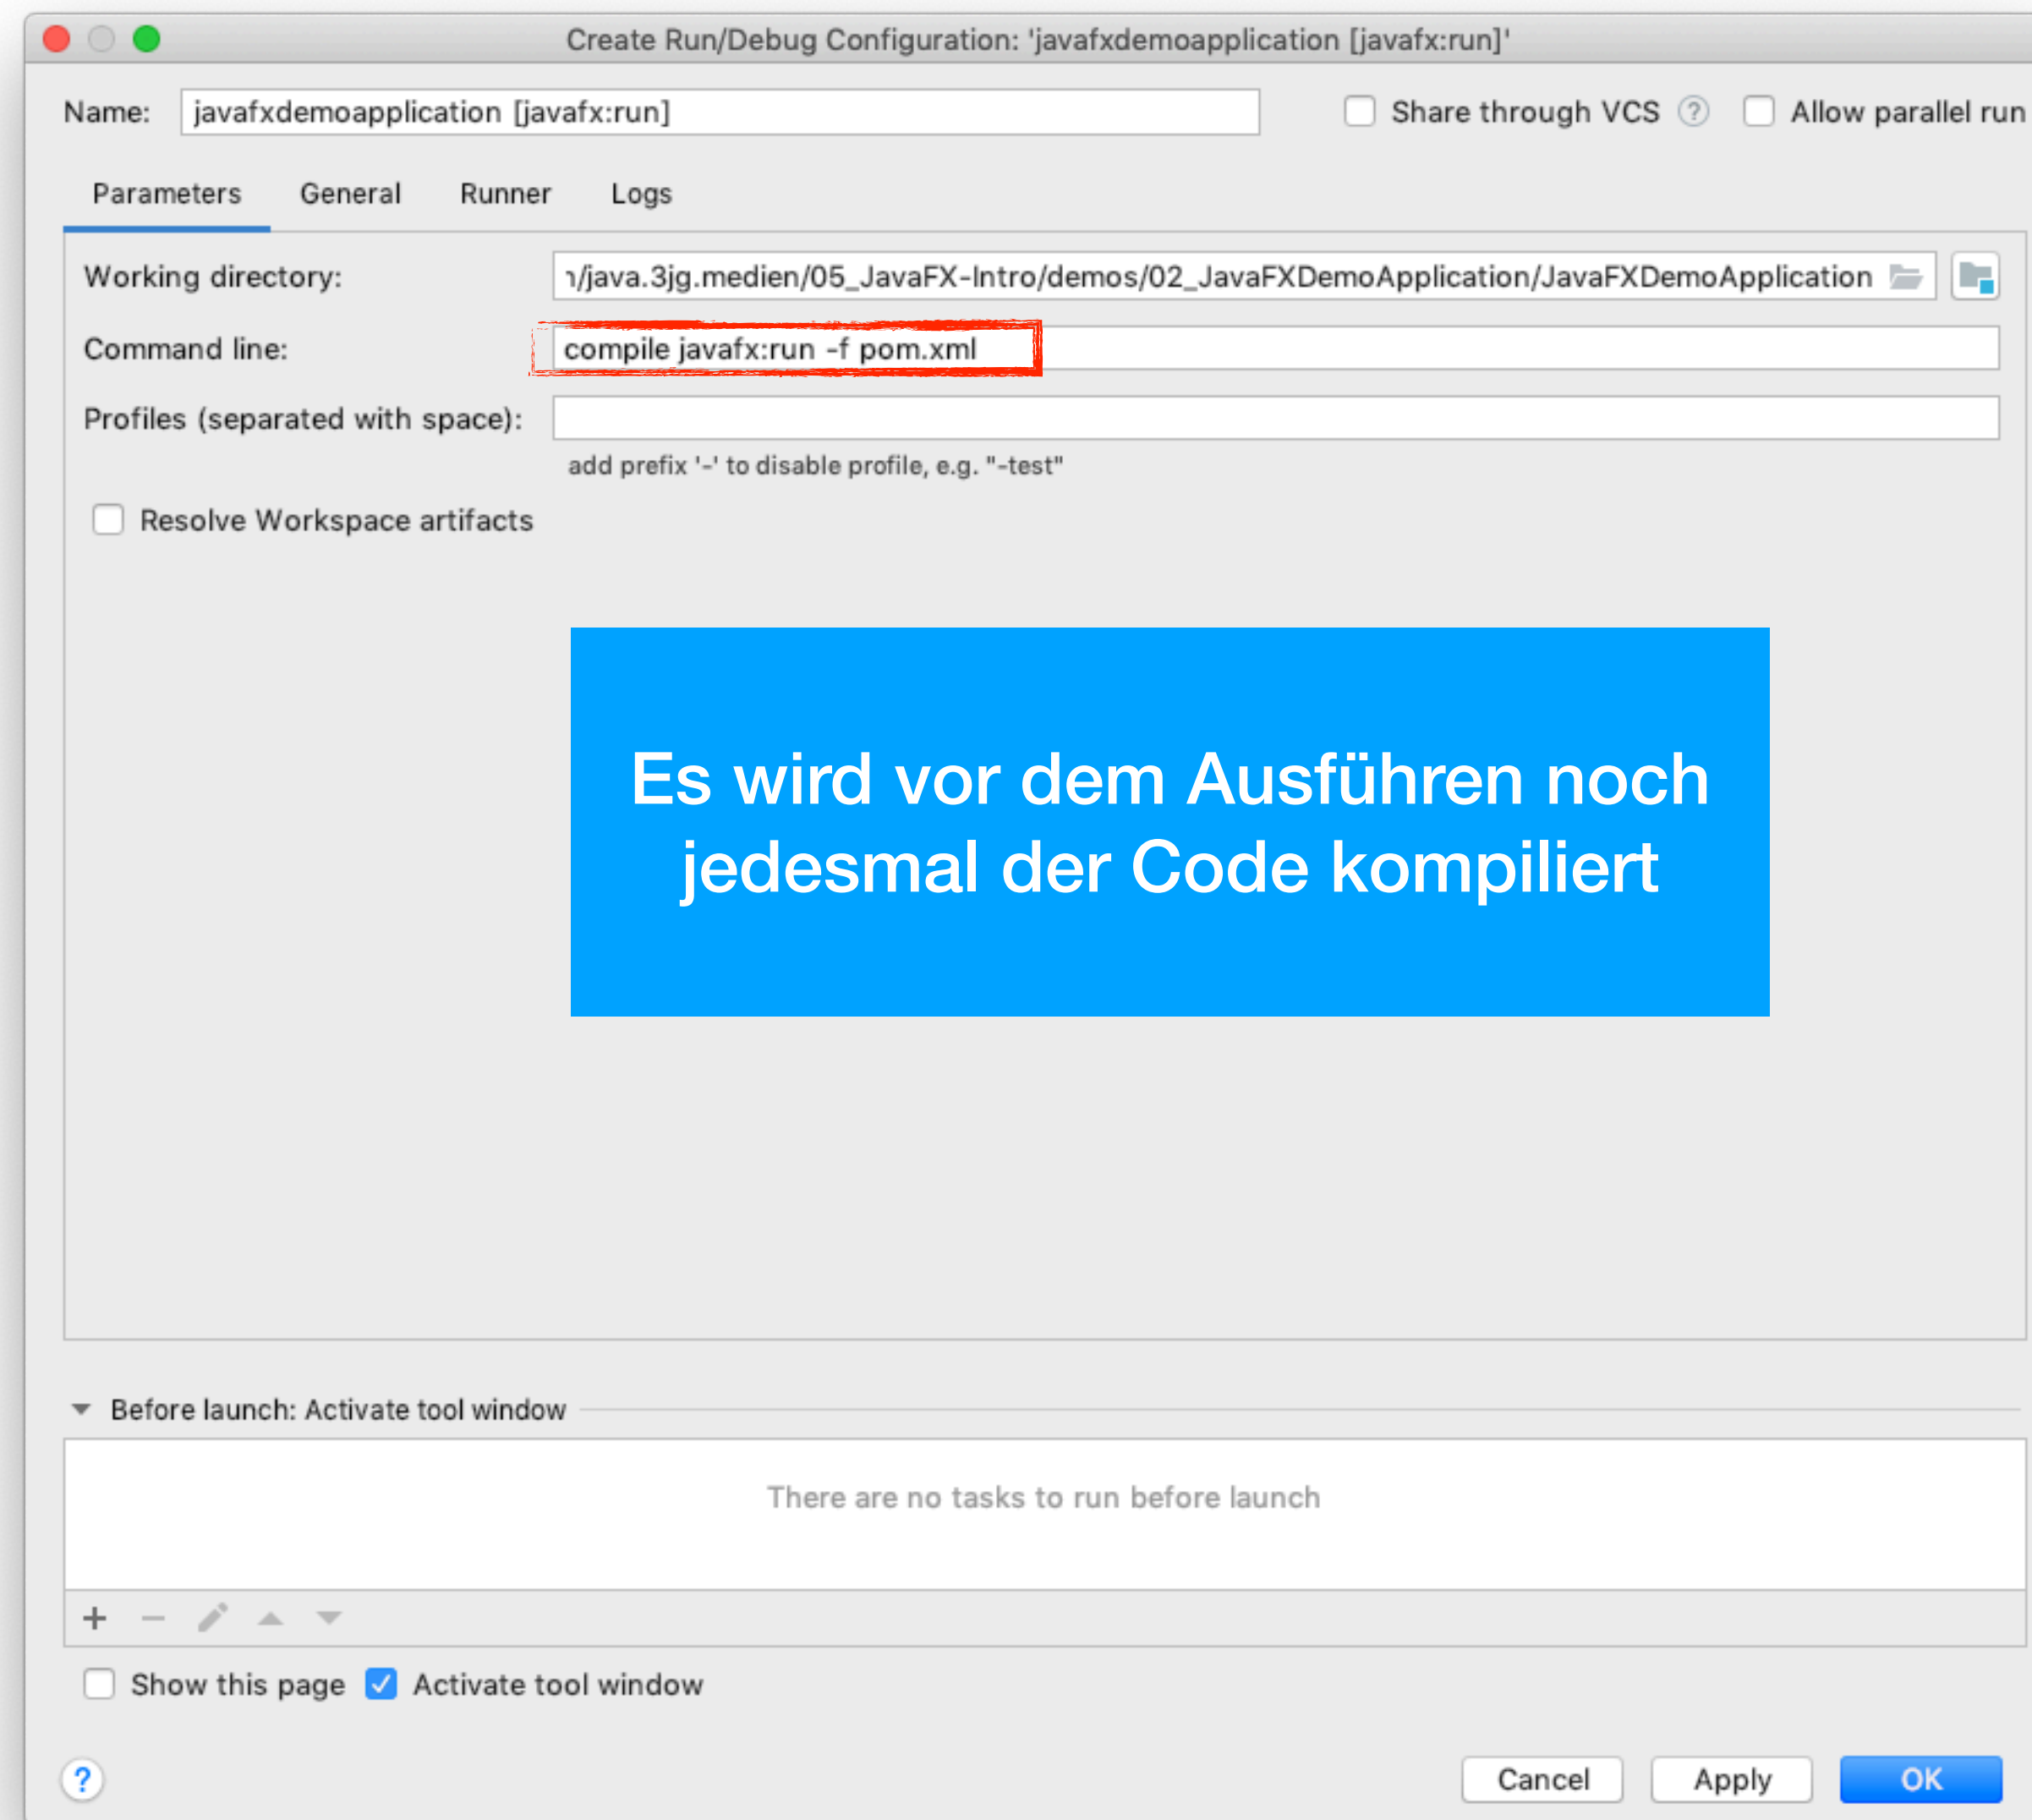 Create Run/Debug Configuration: 'javafxdemoapplication [javafx:run]'
Name: javafxdemoapplication [javafx:run] Share through VCS ? Allow parallel run
Parameters General Runner Logs
Working directory: /java.3jg.medien/05_JavaFX-Intro/demos/02_JavaFXDemoApplication/JavaFXDemoApplication
Command line: compile javafx:run -f pom.xml
Profiles (separated with space):
add prefix '-' to disable profile, e.g. "-test"
Resolve Workspace artifacts
Es wird vor dem Ausführen noch
jedesmal der Code kompiliert
Before launch: Activate tool window
There are no tasks to run before launch
Show this page Activate tool window
? Cancel Apply OK